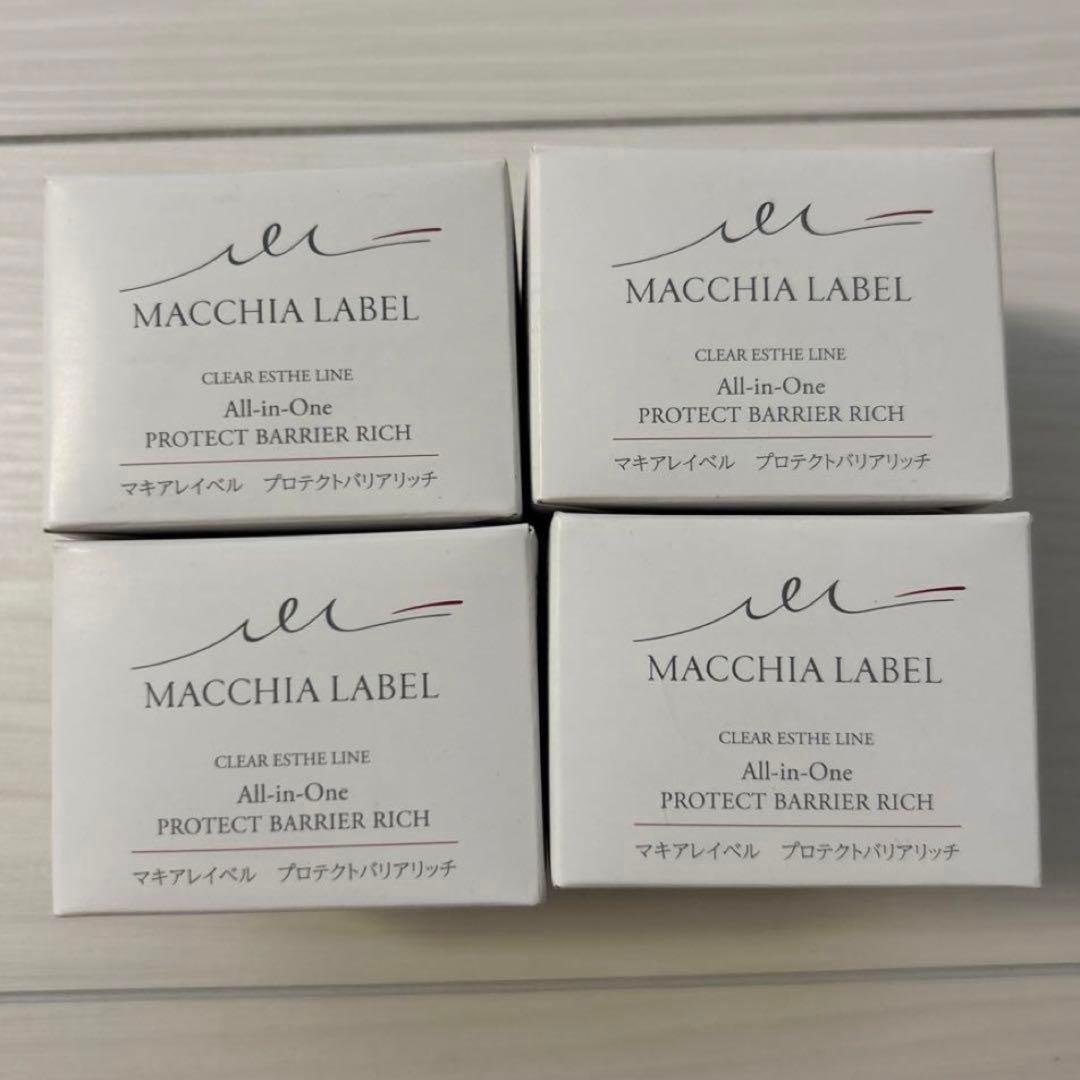 MACCHIA LABEL
CLEAR ESTHE LINE
All-in-One
PROTECT BARRIER RICH
マキアレイベル　プロテクトバリアリッチ
MACCHIA LABEL
CLEAR ESTHE LINE
All-in-One
PROTECT BARRIER RICH
マキアレイベル　プロテクトバリアリッチ
MACCHIA LABEL
CLEAR ESTHE LINE
All-in-One
PROTECT BARRIER RICH
マキアレイベル　プロテクトバリアリッチ
MACCHIA LABEL
CLEAR ESTHE LINE
All-in-One
PROTECT BARRIER RICH
マキアレイベル　プロテクトバリアリッチ